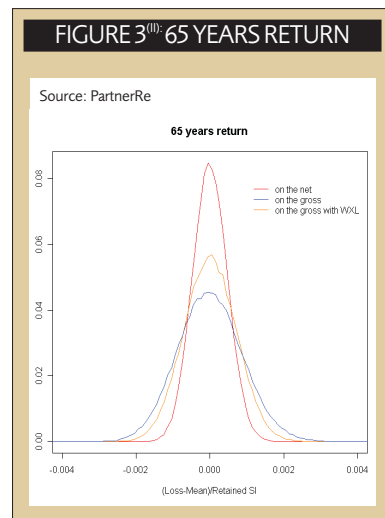 FIGURE 3(II): 65 YEARS RETURN
Source: PartnerRe
65 years return
on the net
on the gross
on the gross with WXL
0.08
0.06
0.04
0.02
0.00
-0.004 -0.002 0.000 0.002 0.004
(Loss-Mean)/Retained SI